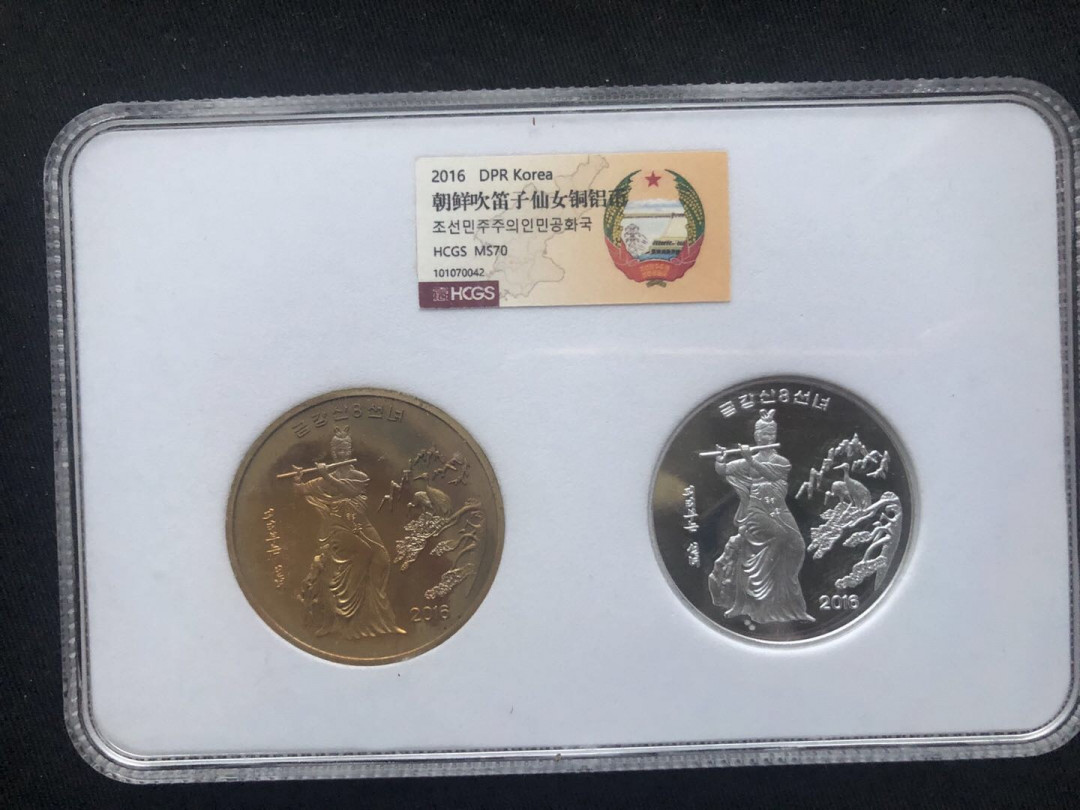 2016 DPR Korea
朝鲜吹笛子仙女铜铝币
조선민주주의인민공화국
HCGS MS70
101070042
HCGS
금강산8선녀
2016
금강산8선녀
2016